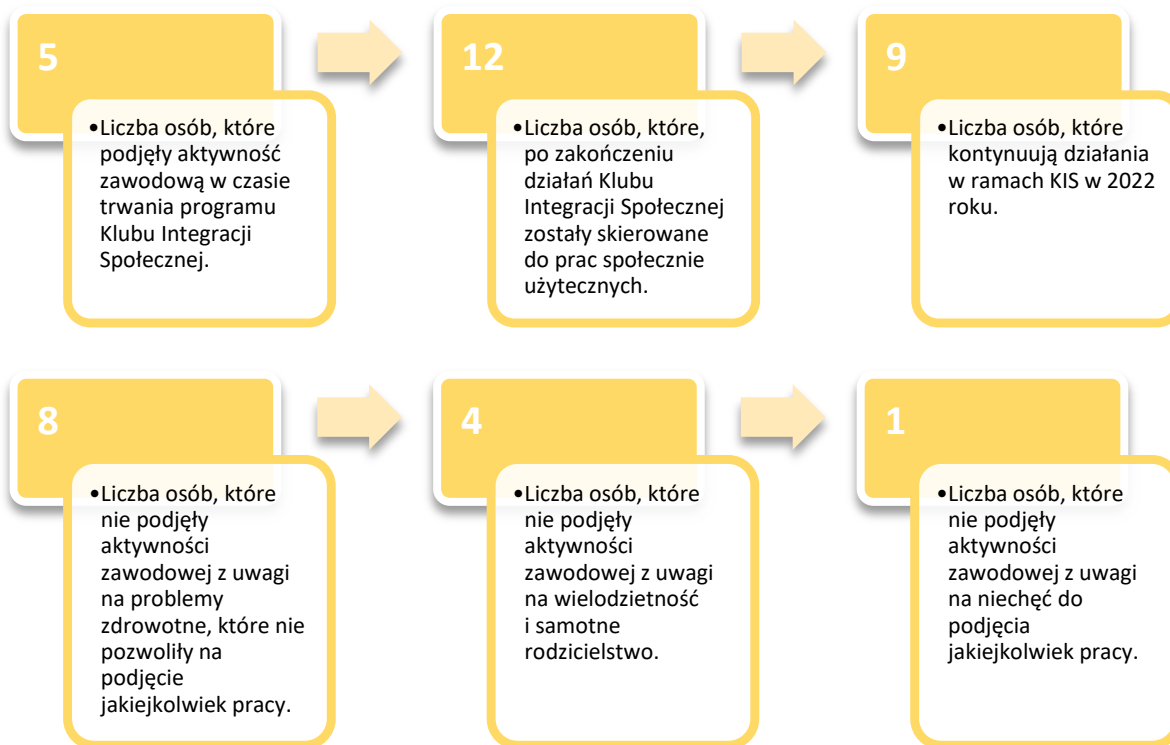 5
•Liczba osób, które
podjęły aktywność
zawodową w czasie
trwania programu
Klubu Integracji
Społecznej.
12
•Liczba osób, które,
po zakończeniu
działań Klubu
Integracji Społecznej
zostały skierowane
do prac społecznie
użytecznych.
9
•Liczba osób, które
kontynuują działania
w ramach KIS w 2022
roku.
8
•Liczba osób, które
nie podjęły
aktywności
zawodowej z uwagi
na problemy
zdrowotne, które nie
pozwoliły na
podjęcie
jakiejkolwiek pracy.
4
•Liczba osób, które
nie podjęły
aktywności
zawodowej z uwagi
na wielodzietność
i samotne
rodzicielstwo.
1
•Liczba osób, które
nie podjęły
aktywności
zawodowej z uwagi
na niechęć do
podjęcia
jakiejkolwiek pracy.